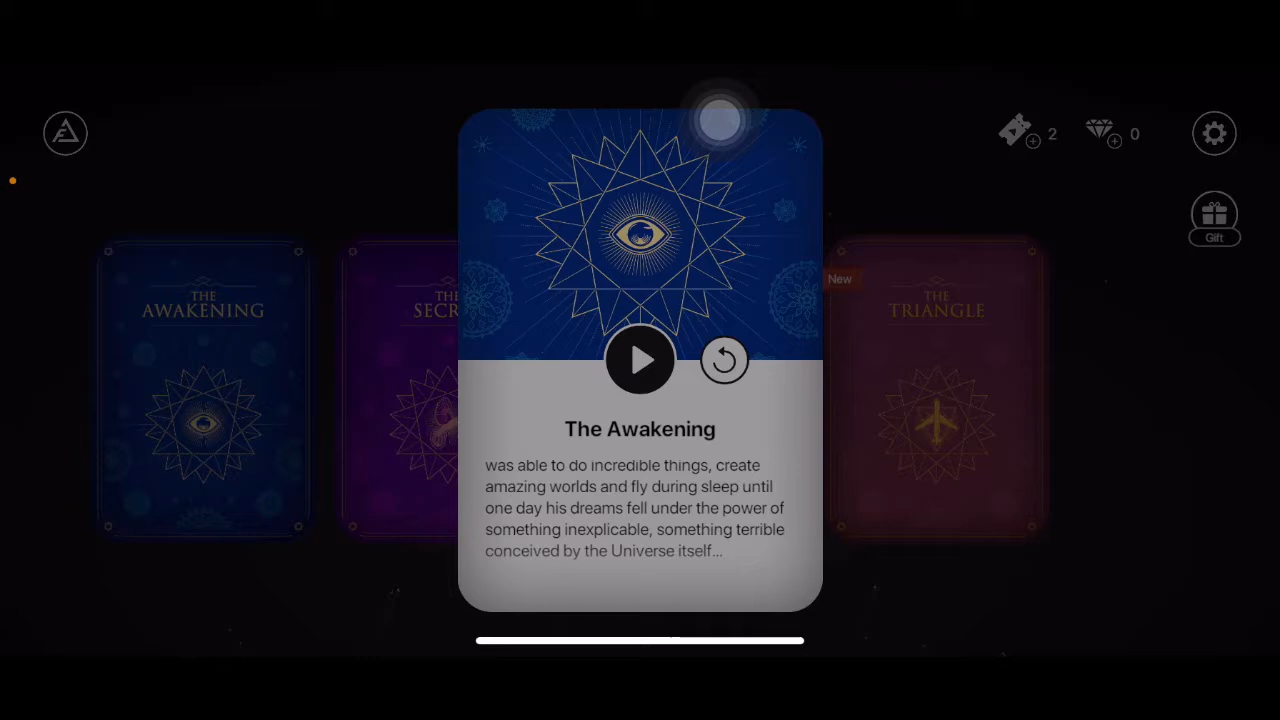 2
0
Gift
THE
AWAKENING
THE
New
THE
TRIANGLE
The Awakening
was able to do incredible things, create
amazing worlds and fly during sleep until
one day his dreams fell under the power of
something inexplicable, something terrible
conceived by the Universe itself...